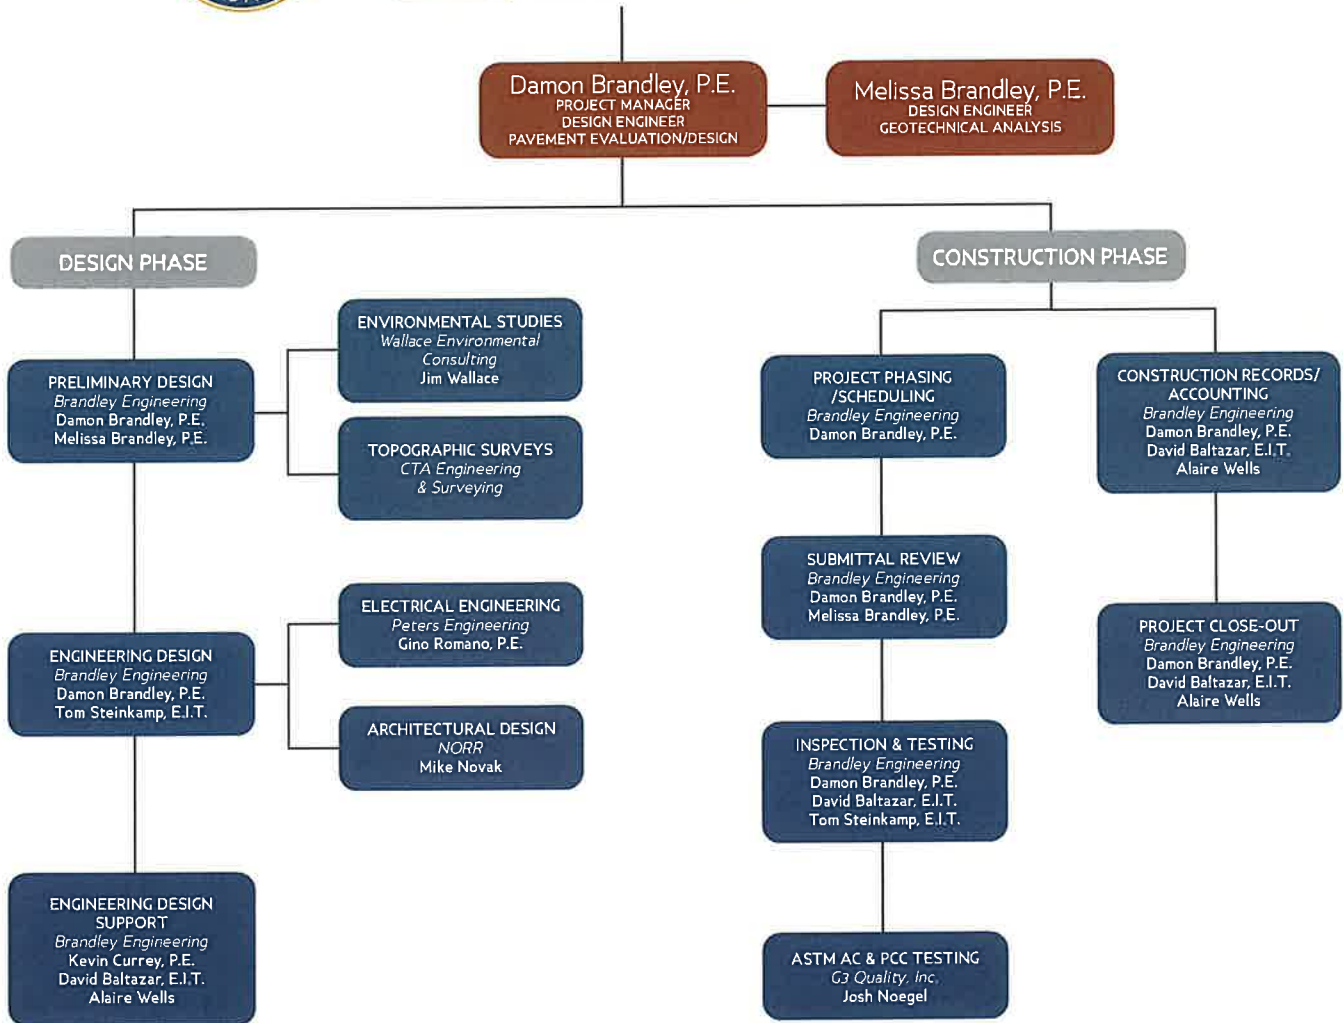 Damon Brandley, P.E.
PROJECT MANAGER
DESIGN ENGINEER
PAVEMENT EVALUATION/DESIGN
Melissa Brandley, P.E.
DESIGN ENGINEER
GEOTECHNICAL ANALYSIS
DESIGN PHASE
PRELIMINARY DESIGN
Brandley Engineering
Damon Brandley, P.E.
Melissa Brandley, P.E.
ENVIRONMENTAL STUDIES
Wallace Environmental
Consulting
Jim Wallace
TOPOGRAPHIC SURVEYS
CTA Engineering
& Surveying
ENGINEERING DESIGN
Brandley Engineering
Damon Brandley, P.E.
Tom Steinkamp, E.I.T.
ELECTRICAL ENGINEERING
Peters Engineering
Gino Romano, P.E.
ARCHITECTURAL DESIGN
NORR
Mike Novak
ENGINEERING DESIGN
SUPPORT
Brandley Engineering
Kevin Currey, P.E.
David Baltazar, E.I.T.
Alaire Wells
CONSTRUCTION PHASE
PROJECT PHASING
/SCHEDULING
Brandley Engineering
Damon Brandley, P.E.
SUBMITTAL REVIEW
Brandley Engineering
Damon Brandley, P.E.
Melissa Brandley, P.E.
INSPECTION & TESTING
Brandley Engineering
Damon Brandley, P.E.
David Baltazar, E.I.T.
Tom Steinkamp, E.I.T.
ASTM AC & PCC TESTING
G3 Quality, Inc.
Josh Noegel
CONSTRUCTION RECORDS/
ACCOUNTING
Brandley Engineering
Damon Brandley, P.E.
David Baltazar, E.I.T.
Alaire Wells
PROJECT CLOSE-OUT
Brandley Engineering
Damon Brandley, P.E.
David Baltazar, E.I.T.
Alaire Wells